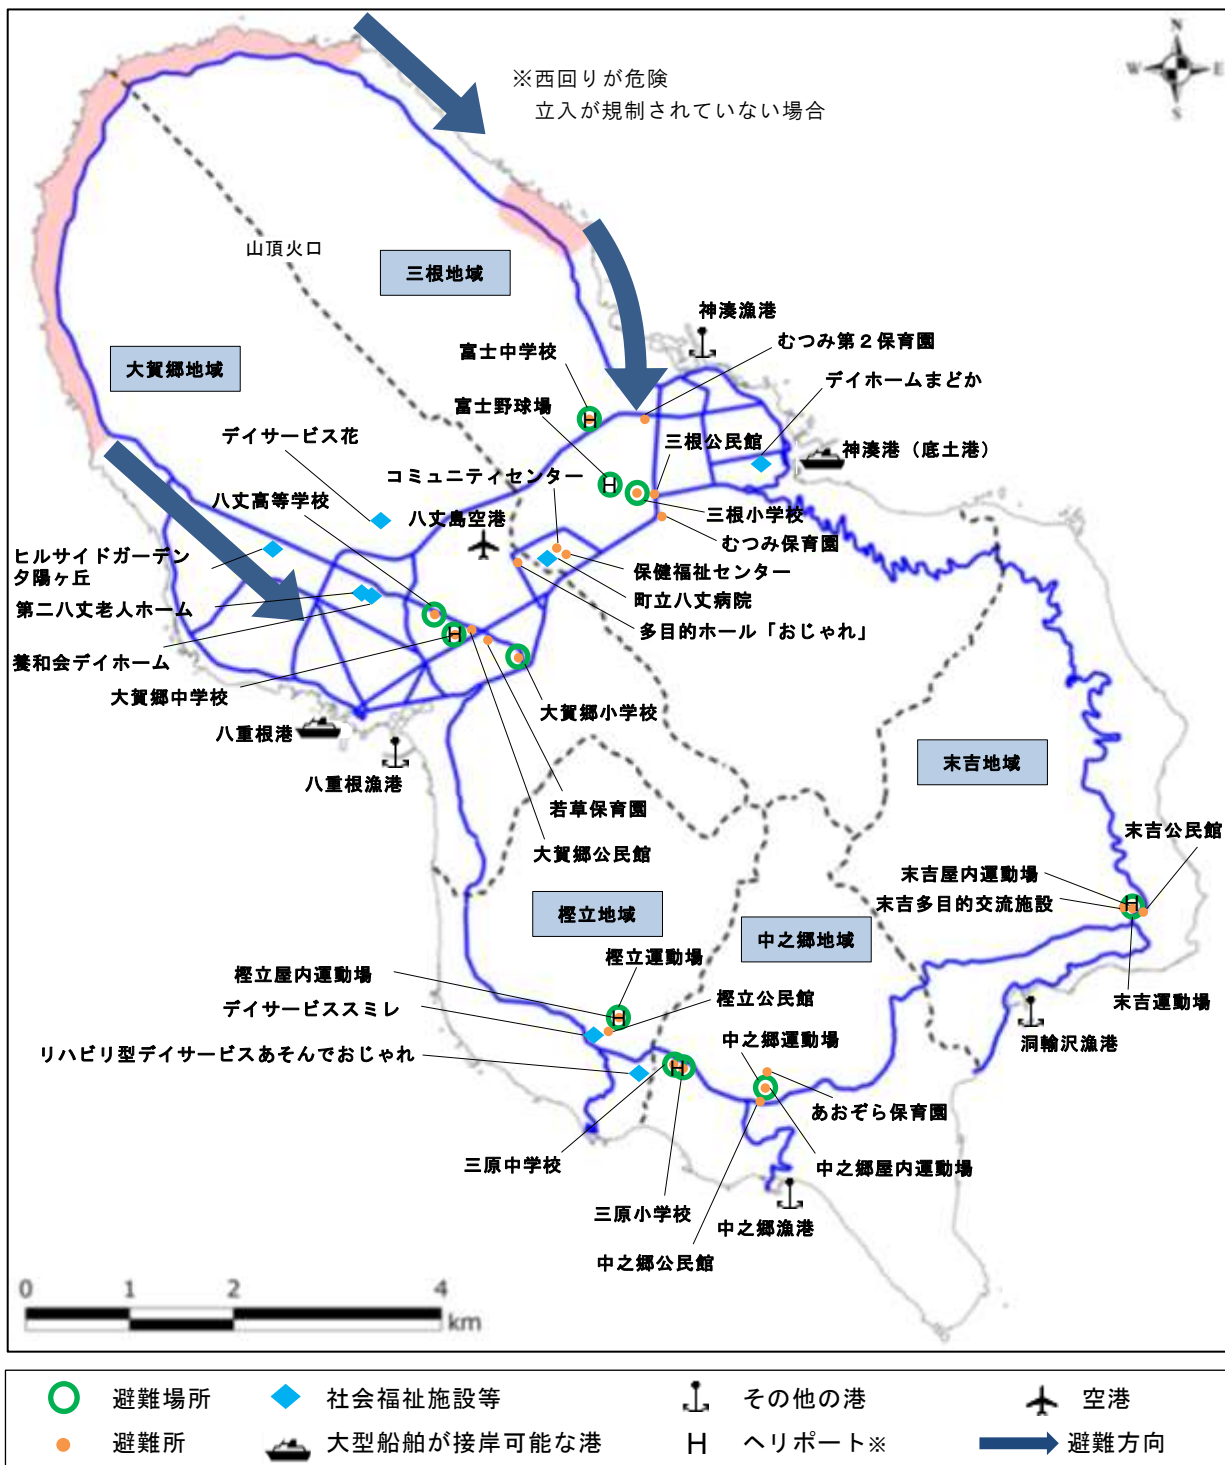 ※西回りが危険
立入が規制されていない場合
N
W
E
S
山頂火口
三根地域
神湊漁港
富士中学校
むつみ第２保育園
大賀郷地域
デイホームまどか
富士野球場
デイサービス花
三根公民館
神湊港（底土港）
コミュニティセンター
八丈高等学校
三根小学校
八丈島空港
むつみ保育園
ヒルサイドガーデン
夕陽ヶ丘
保健福祉センター
第二八丈老人ホーム
町立八丈病院
多目的ホール「おじゃれ」
養和会デイホーム
大賀郷中学校
大賀郷小学校
八重根港
末吉地域
八重根漁港
若草保育園
末吉公民館
大賀郷公民館
末吉屋内運動場
末吉多目的交流施設
樫立地域
中之郷地域
樫立運動場
樫立屋内運動場
樫立公民館
末吉運動場
デイサービススミレ
中之郷運動場
洞輪沢漁港
リハビリ型デイサービスあそんでおじゃれ
あおぞら保育園
三原中学校
中之郷屋内運動場
三原小学校
中之郷漁港
中之郷公民館
0 1 2 4
km
避難場所 社会福祉施設等 その他の港 空港
避難所 大型船舶が接岸可能な港 H ヘリポート※ 避難方向